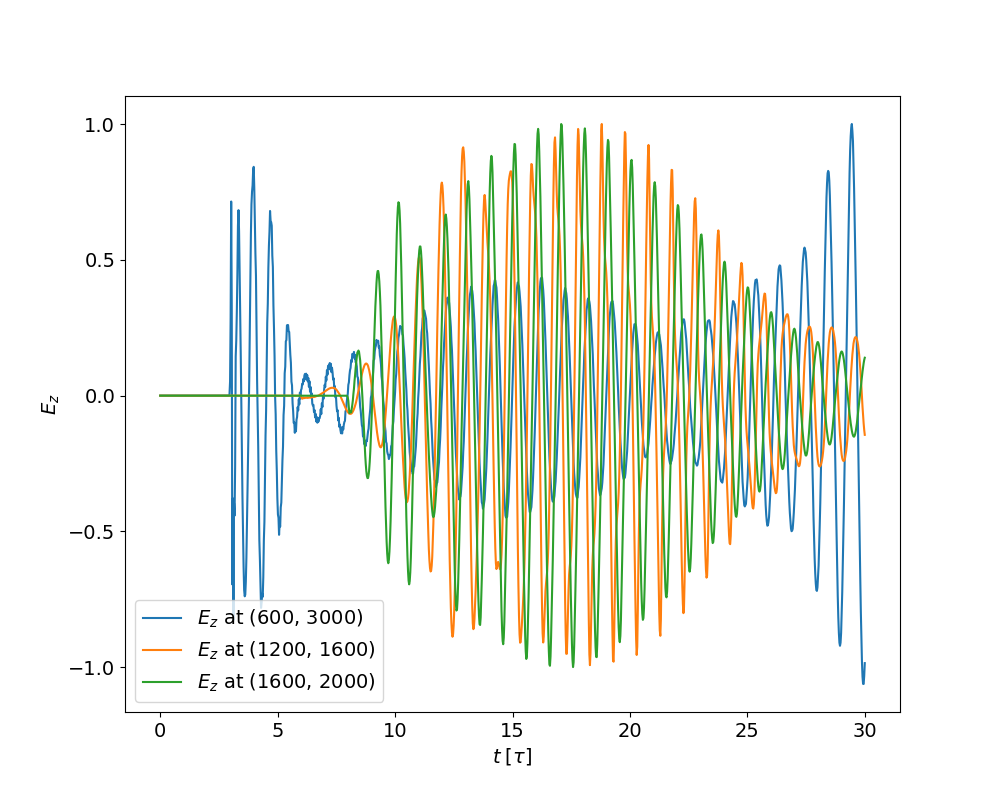 1.0
0.5
0.0
−0.5
−1.0
E_z
E_z at (600, 3000)
E_z at (1200, 1600)
E_z at (1600, 2000)
0 5 10 15 20 25 30
t [τ]